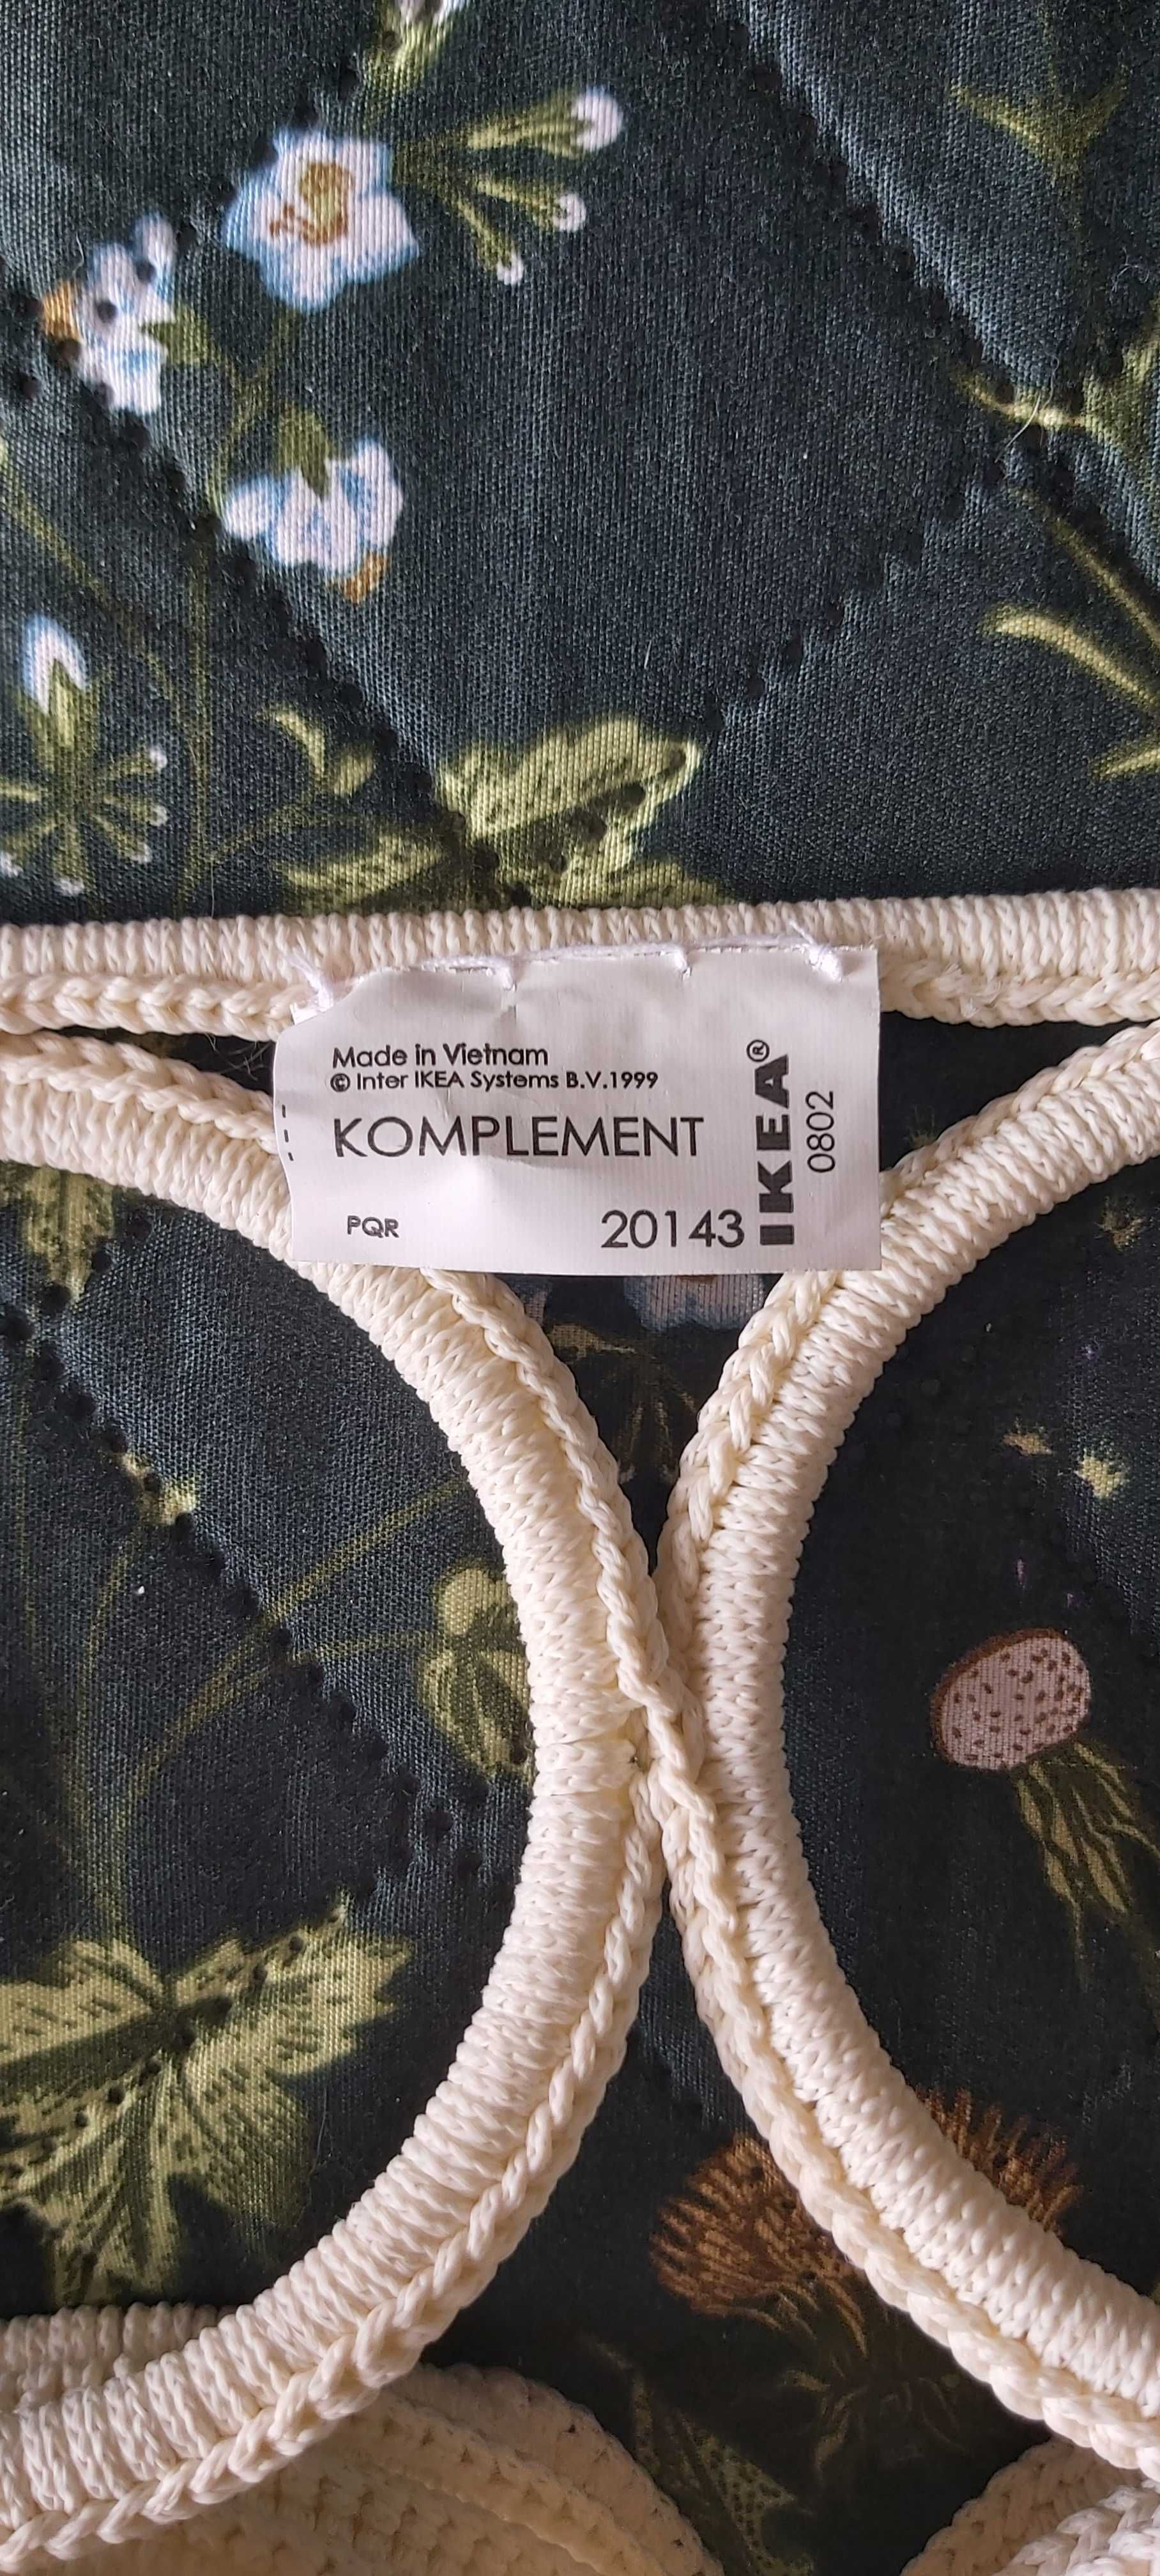 Made in Vietnam
© Inter IKEA Systems B.V.1999
KOMPLEMENT
PQR
20143
IKEA®
0802